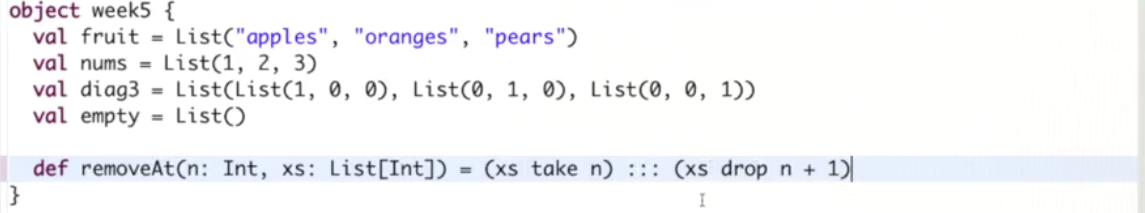 object week5 {
  val fruit = List("apples", "oranges", "pears")
  val nums = List(1, 2, 3)
  val diag3 = List(List(1, 0, 0), List(0, 1, 0), List(0, 0, 1))
  val empty = List()
  def removeAt(n: Int, xs: List[Int]) = (xs take n) ::: (xs drop n + 1)
}